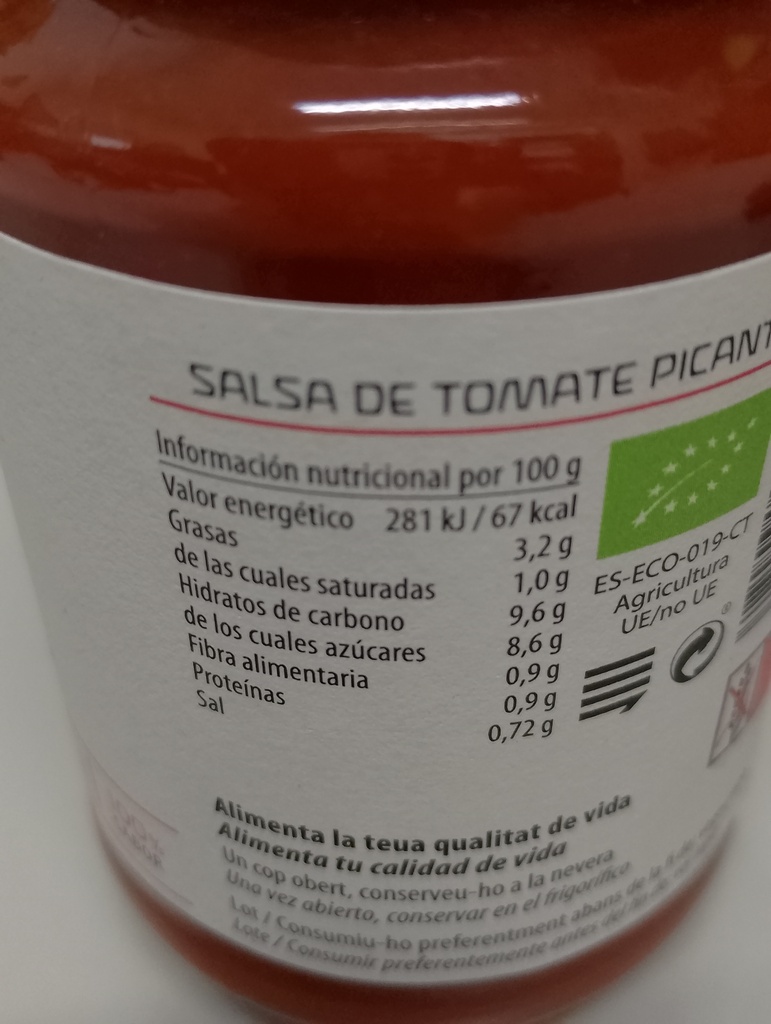 SALSA DE TOMATE PICANT
Información nutricional por 100 g
Valor energético 281 kJ / 67 kcal
Grasas 3,2 g
de las cuales saturadas 1,0 g
Hidratos de carbono 9,6 g
de los cuales azúcares 8,6 g
Fibra alimentaria 0,9 g
Proteínas 0,9 g
Sal 0,72 g
ES-ECO-019-CT
Agricultura
UE/no UE
Alimenta la teua qualitat de vida
Alimenta tu calidad de vida
Un cop obert, conserveu-ho a la nevera
Una vez abierto, conservar en el frigorífico
Lot / Consumiu-ho preferentment abans de la
Lote / Consumir preferentemente antes del